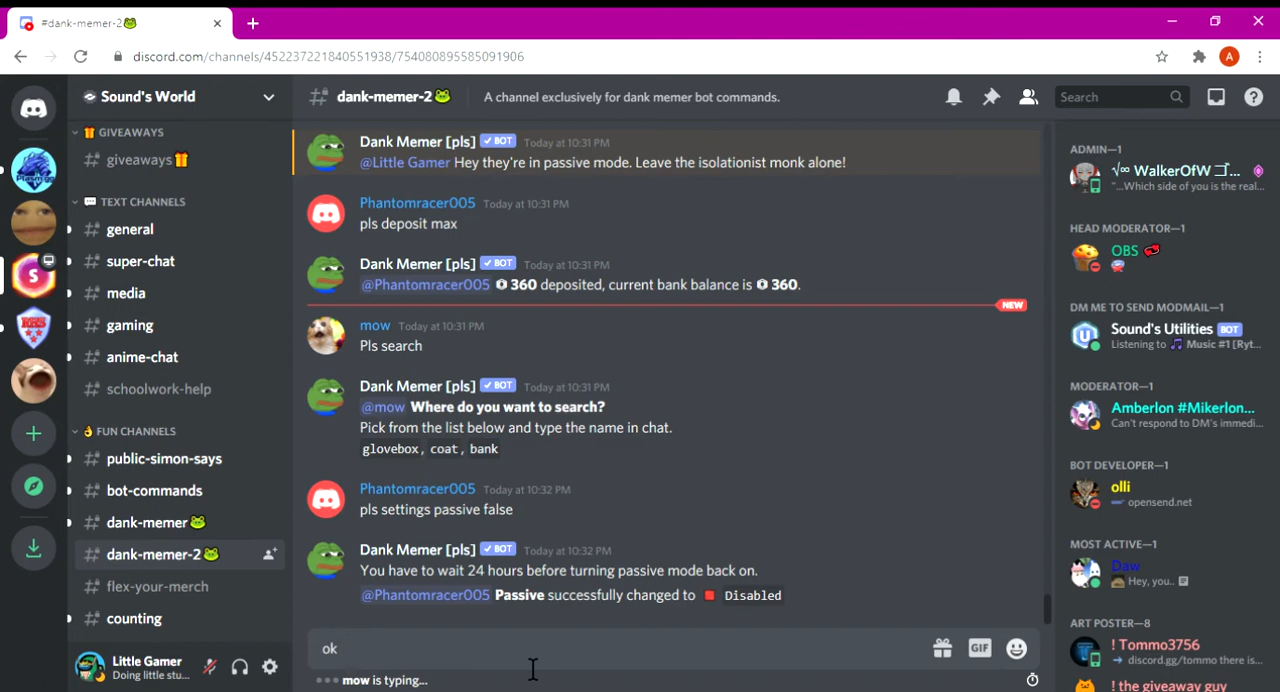 #dank-memer-2🐸
discord.com/channels/452237221840551938/754080895585091906
A
Sound's World
dank-memer-2🐸
A channel exclusively for dank memer bot commands.
Search
🎁 GIVEAWAYS
giveaways🎁
💬 TEXT CHANNELS
general
super-chat
media
gaming
anime-chat
schoolwork-help
👌 FUN CHANNELS
public-simon-says
bot-commands
dank-memer🐸
dank-memer-2🐸
flex-your-merch
counting
Little Gamer
Doing little stu...
Dank Memer [pls] ✓ BOT Today at 10:31 PM
@Little Gamer Hey they're in passive mode. Leave the isolationist monk alone!
Phantomracer005 Today at 10:31 PM
pls deposit max
Dank Memer [pls] ✓ BOT Today at 10:31 PM
@Phantomracer005 360 deposited, current bank balance is 360.
NEW
mow Today at 10:31 PM
Pls search
Dank Memer [pls] ✓ BOT Today at 10:31 PM
@mow Where do you want to search?
Pick from the list below and type the name in chat.
glovebox, coat, bank
Phantomracer005 Today at 10:32 PM
pls settings passive false
Dank Memer [pls] ✓ BOT Today at 10:32 PM
You have to wait 24 hours before turning passive mode back on.
@Phantomracer005 Passive successfully changed to 🟥 Disabled
ok
GIF
mow is typing...
ADMIN—1
√∞ WalkerOfW ゴ...
"...Which side of you is the real...
HEAD MODERATOR—1
OBS
DM ME TO SEND MODMAIL—1
Sound's Utilities BOT
Listening to 🎵 Music #1 [Ryt...
MODERATOR—1
Amberlon #Mikerlon...
Can't respond to DM's immedi...
BOT DEVELOPER—1
olli
opensend.net
MOST ACTIVE—1
Daw
Hey, you..
ART POSTER—8
! Tommo3756
discord.gg/tommo there is...
! the giveaway guy